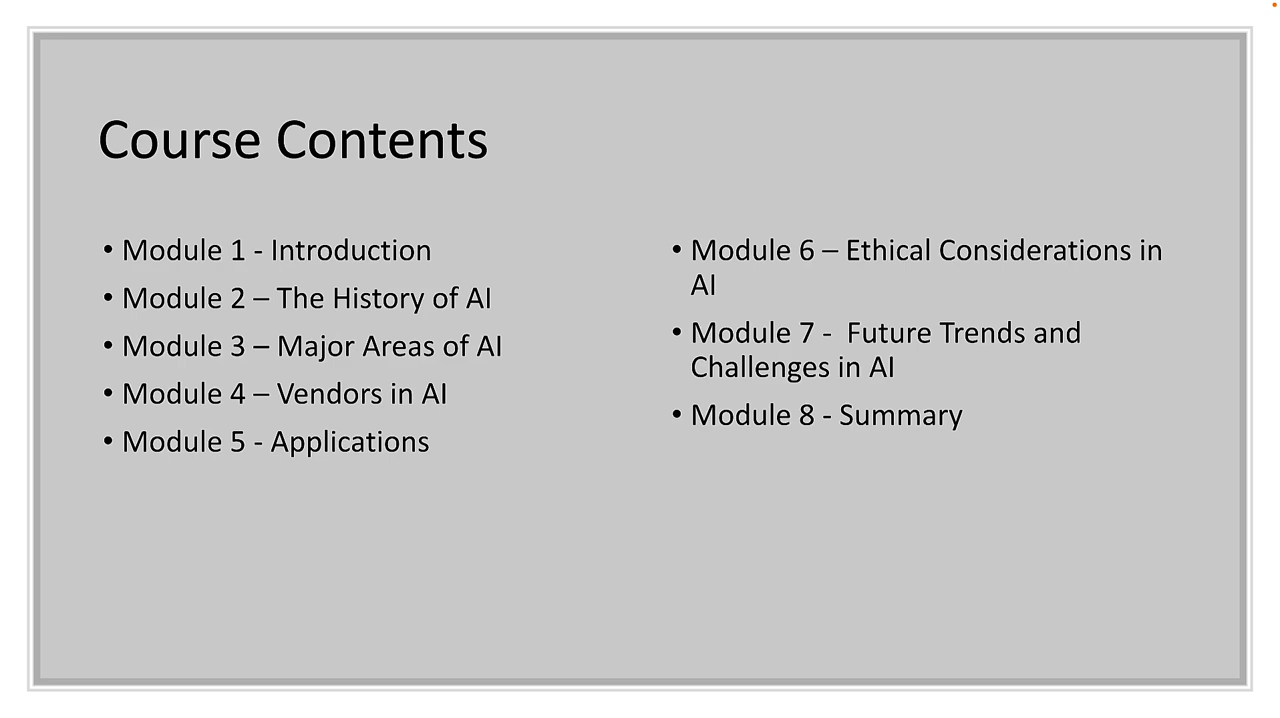 Course Contents
• Module 1 - Introduction
• Module 2 – The History of AI
• Module 3 – Major Areas of AI
• Module 4 – Vendors in AI
• Module 5 - Applications
• Module 6 – Ethical Considerations in
AI
• Module 7 -  Future Trends and
Challenges in AI
• Module 8 - Summary